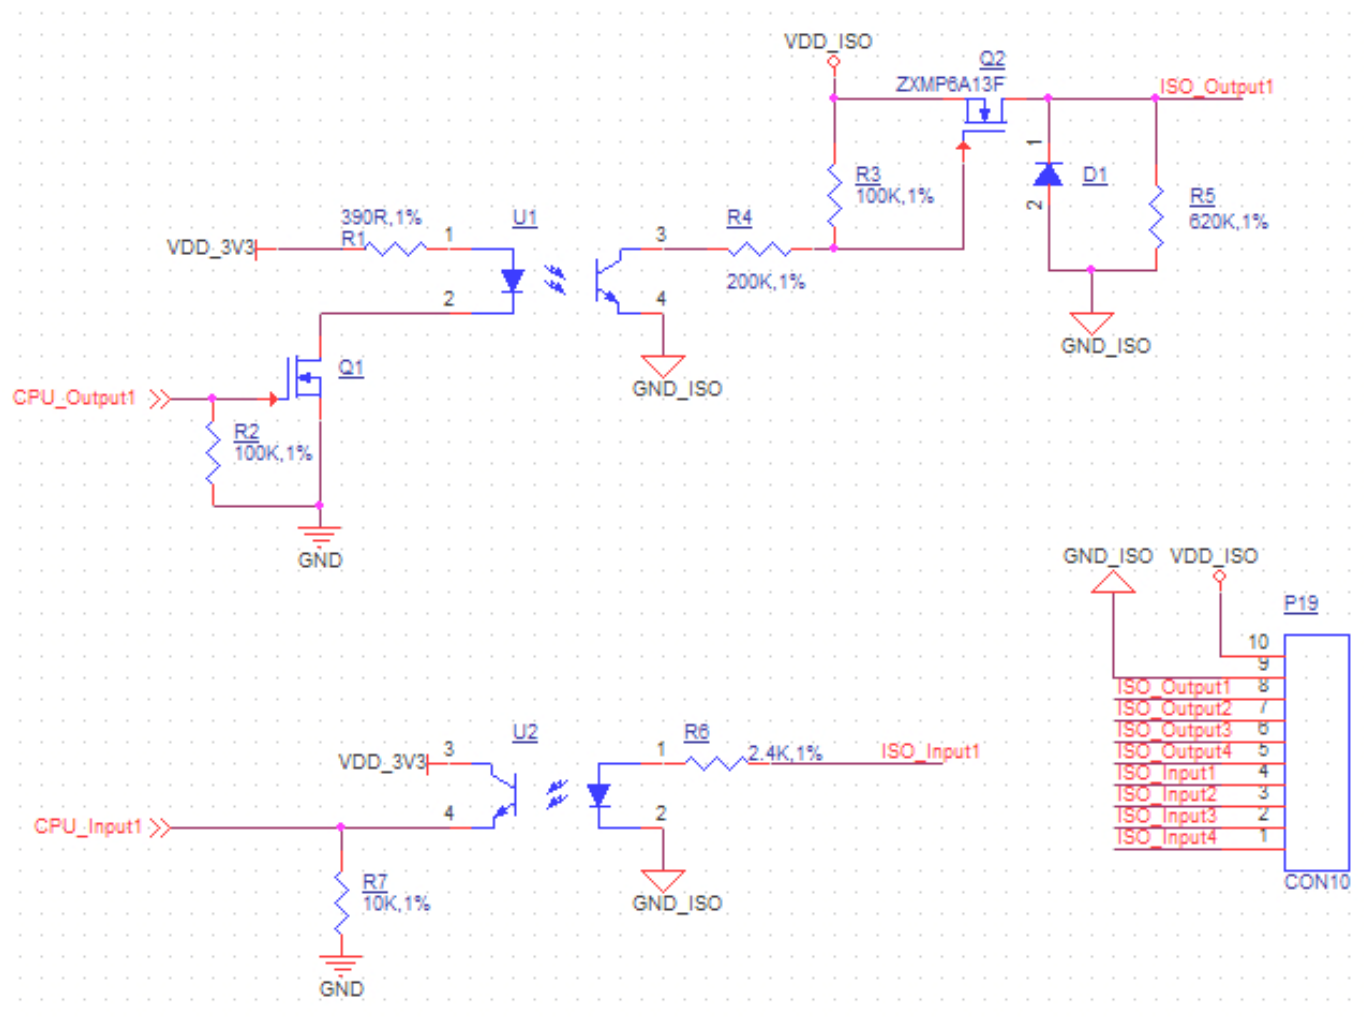 VDD_ISO
Q2
ZXMP6A13F
ISO_Output1
1
D1
2
R3
100K,1%
R5
620K,1%
390R,1%
R1
VDD_3V3
1
U1
3
R4
200K,1%
2
4
GND_ISO
GND_ISO
Q1
CPU_Output1
R2
100K,1%
GND
GND_ISO
VDD_ISO
P19
10
9
ISO_Output1 8
ISO_Output2 7
ISO_Output3 6
ISO_Output4 5
ISO_Input1 4
ISO_Input2 3
ISO_Input3 2
ISO_Input4 1
CON10
VDD_3V3
3
U2
1
R6
2.4K,1%
ISO_Input1
CPU_Input1
4
2
GND_ISO
R7
10K,1%
GND